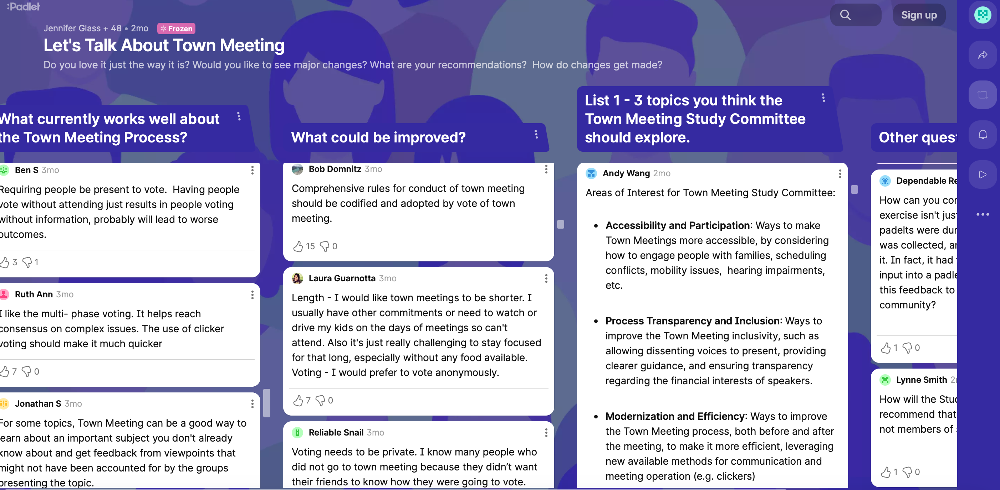 :Padlet
Jennifer Glass + 48 • 2mo
Frozen
Let's Talk About Town Meeting
Do you love it just the way it is? Would you like to see major changes? What are your recommendations?  How do changes get made?
Sign up
What currently works well about
the Town Meeting Process?
Ben S 3mo
Requiring people be present to vote.  Having people
vote without attending just results in people voting
without information, probably will lead to worse
outcomes.
3 1
Ruth Ann 3mo
I like the multi- phase voting. It helps reach
consensus on complex issues. The use of clicker
voting should make it much quicker
7 0
Jonathan S 3mo
For some topics, Town Meeting can be a good way to
learn about an important subject you don't already
know about and get feedback from viewpoints that
might not have been accounted for by the groups
presenting the topic.
What could be improved?
Bob Domnitz 3mo
Comprehensive rules for conduct of town meeting
should be codified and adopted by vote of town
meeting.
15 0
Laura Guarnotta 3mo
Length - I would like town meetings to be shorter. I
usually have other commitments or need to watch or
drive my kids on the days of meetings so can't
attend. Also it's just really challenging to stay focused
for that long, especially without any food available.
Voting - I would prefer to vote anonymously.
7 0
Reliable Snail 3mo
Voting needs to be private. I know many people who
did not go to town meeting because they didn’t want
their friends to know how they were going to vote.
List 1 - 3 topics you think the
Town Meeting Study Committee
should explore.
Andy Wang 2mo
Areas of Interest for Town Meeting Study Committee:
• Accessibility and Participation: Ways to make
Town Meetings more accessible, by considering
how to engage people with families, scheduling
conflicts, mobility issues,  hearing impairments,
etc.
• Process Transparency and Inclusion: Ways to
improve the Town Meeting inclusivity, such as
allowing dissenting voices to present, providing
clearer guidance, and ensuring transparency
regarding the financial interests of speakers.
• Modernization and Efficiency: Ways to improve
the Town Meeting process, both before and after
the meeting, to make it more efficient, leveraging
new available methods for communication and
meeting operation (e.g. clickers)
Other
Dependable
How can you
exercise isn't just
padelts were
was collected,
it. In fact, it had
input into a
this feedback to
community?
1 0
Lynne Smith
How will the
recommend that
not members of
1 0